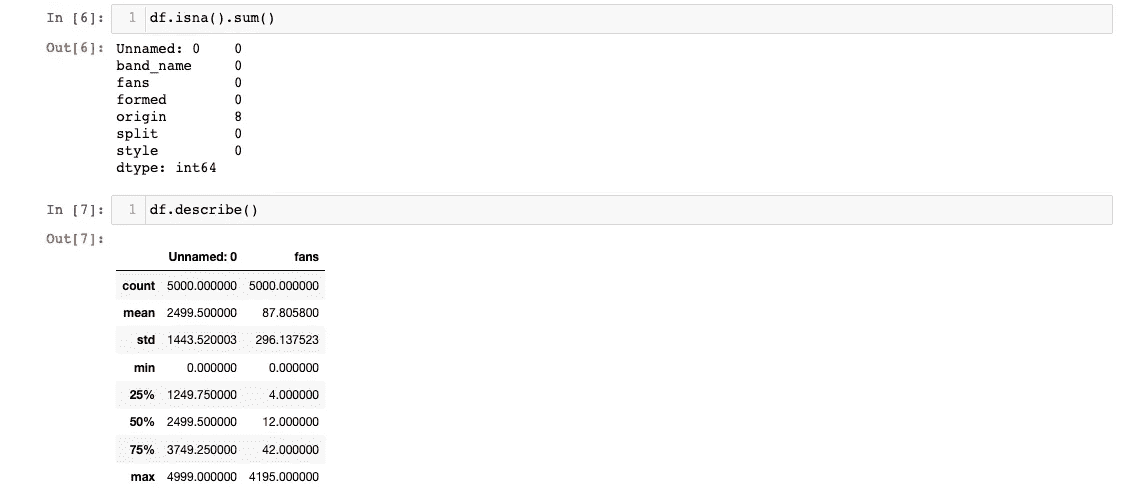 In [6]: 1 df.isna().sum()
Out[6]: Unnamed: 0 0
band_name 0
fans 0
formed 0
origin 8
split 0
style 0
dtype: int64
In [7]: 1 df.describe()
Out[7]:
Unnamed: 0 fans
count 5000.000000 5000.000000
mean 2499.500000 87.805800
std 1443.520003 296.137523
min 0.000000 0.000000
25% 1249.750000 4.000000
50% 2499.500000 12.000000
75% 3749.250000 42.000000
max 4999.000000 4195.000000